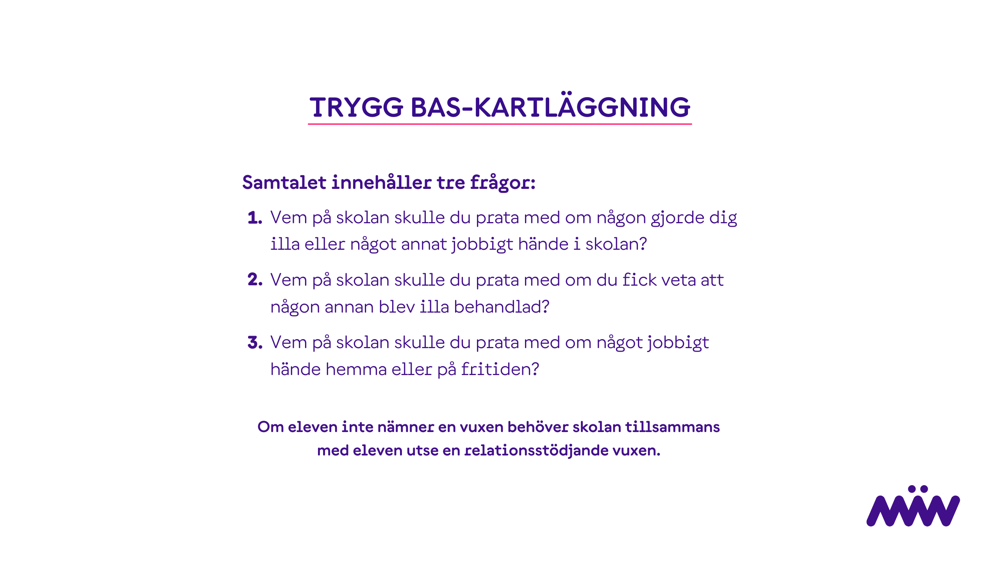 TRYGG BAS-KARTLÄGGNING
Samtalet innehåller tre frågor:
1. Vem på skolan skulle du prata med om någon gjorde dig
illa eller något annat jobbigt hände i skolan?
2. Vem på skolan skulle du prata med om du fick veta att
någon annan blev illa behandlad?
3. Vem på skolan skulle du prata med om något jobbigt
hände hemma eller på fritiden?
Om eleven inte nämner en vuxen behöver skolan tillsammans
med eleven utse en relationsstödjande vuxen.
MÄN